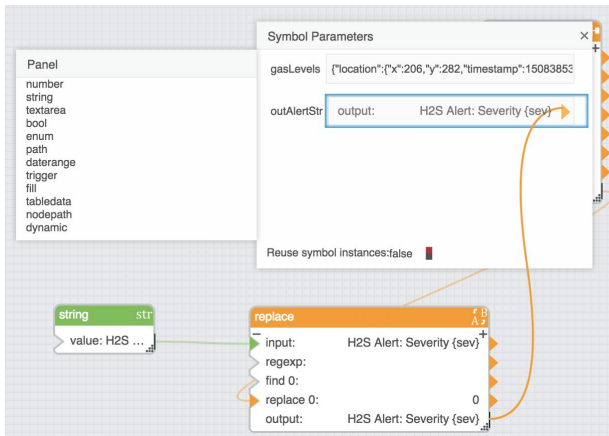 Symbol Parameters ×
gasLevels {"location":{"x":206,"y":282,"timestamp":15083853
outAlertStr output: H2S Alert: Severity {sev}
Reuse symbol instances:false
Panel
number
string
textarea
bool
enum
path
daterange
trigger
fill
tabledata
nodepath
dynamic
+
string str
value: H2S ...
replace A B
− +
input: H2S Alert: Severity {sev}
regexp:
find 0:
replace 0: 0
output: H2S Alert: Severity {sev}